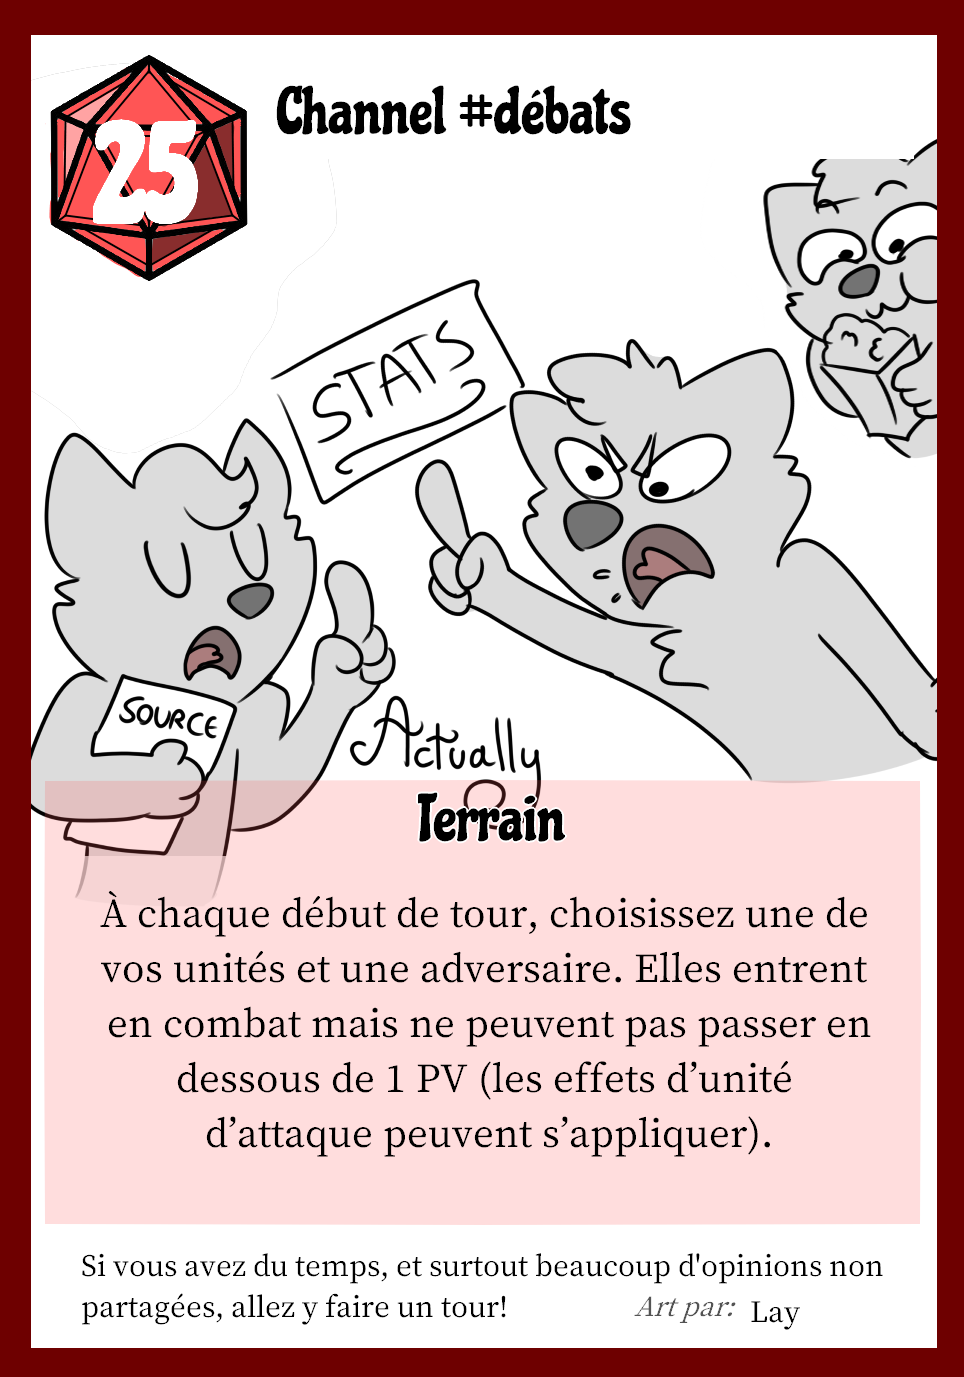 25
Channel #débats
STATS
SOURCE
Actually
Terrain
À chaque début de tour, choisissez une de
vos unités et une adversaire. Elles entrent
en combat mais ne peuvent pas passer en
dessous de 1 PV (les effets d’unité
d’attaque peuvent s’appliquer).
Si vous avez du temps, et surtout beaucoup d'opinions non
partagées, allez y faire un tour!
Art par: Lay